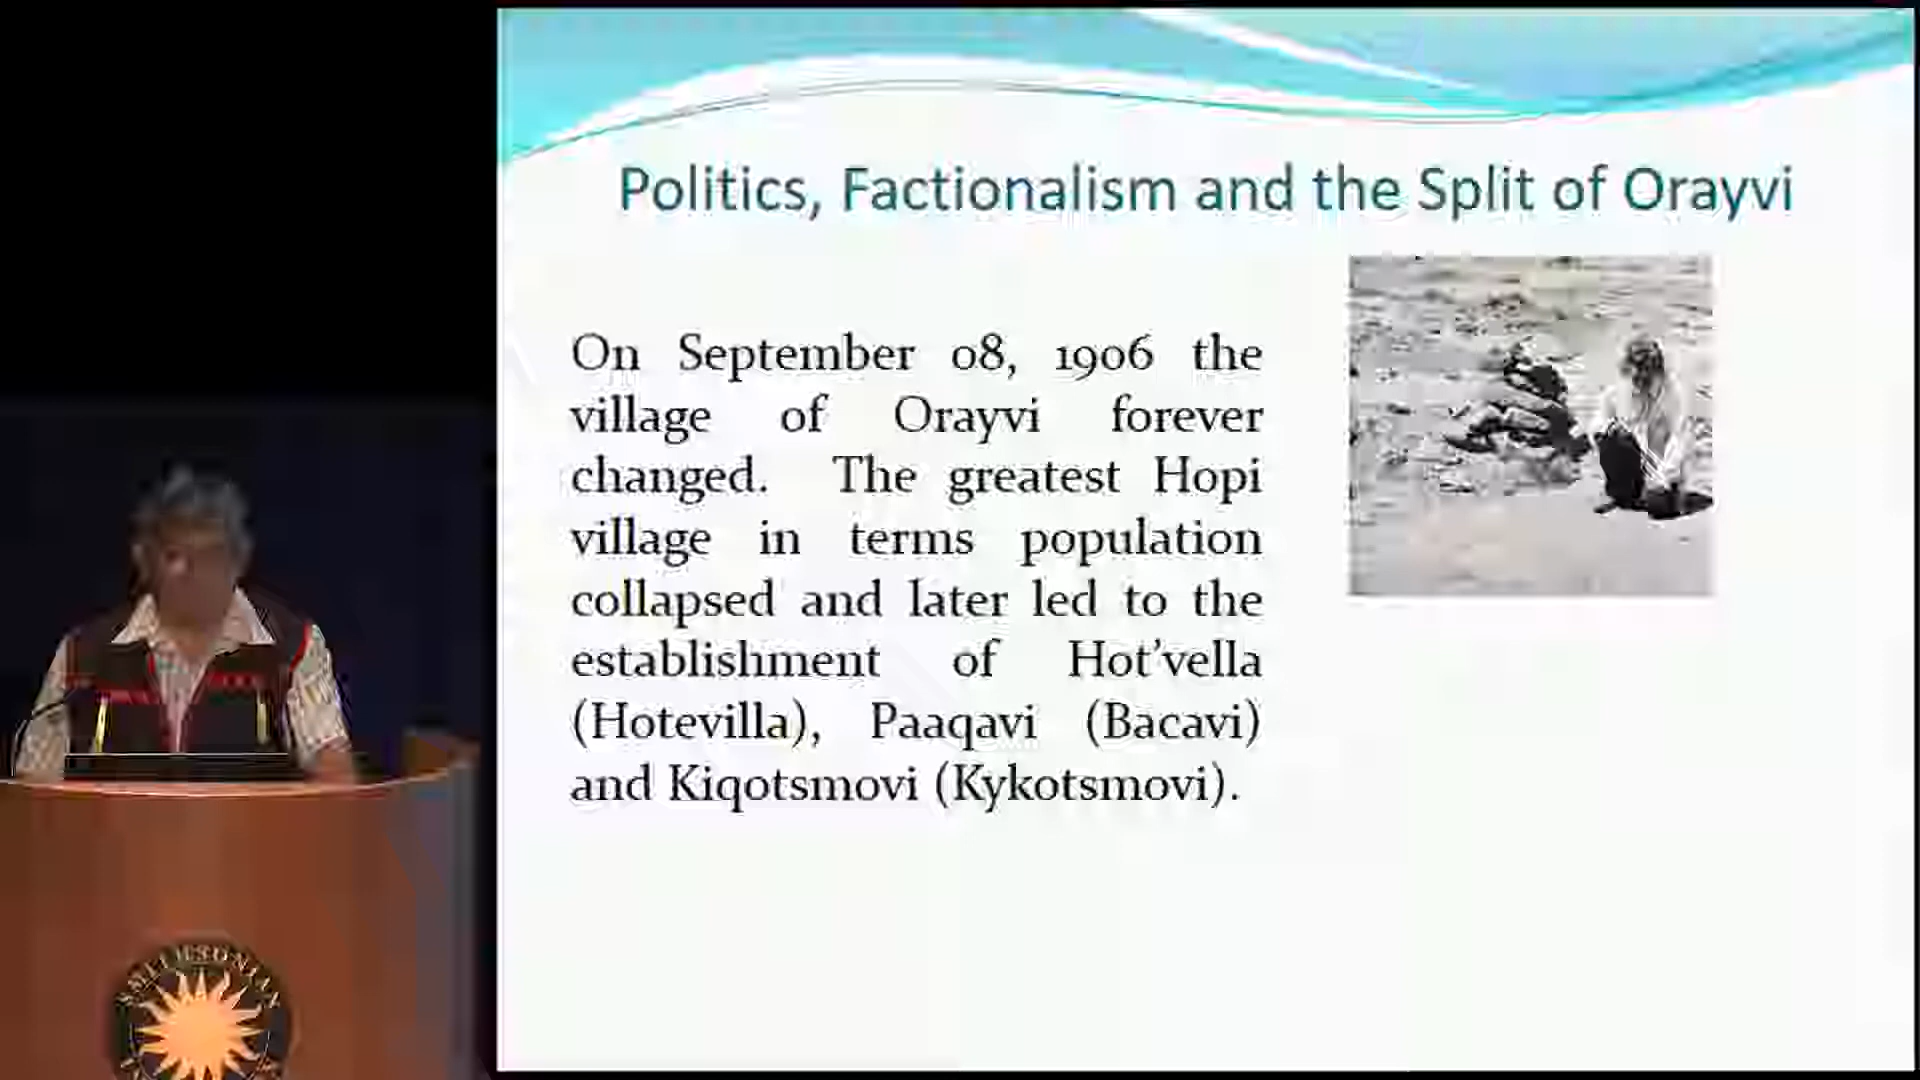 Politics, Factionalism and the Split of Orayvi
On September 08, 1906 the
village of Orayvi forever
changed. The greatest Hopi
village in terms population
collapsed and later led to the
establishment of Hot’vella
(Hotevilla), Paaqavi (Bacavi)
and Kiqotsmovi (Kykotsmovi).
SMITHSONIAN